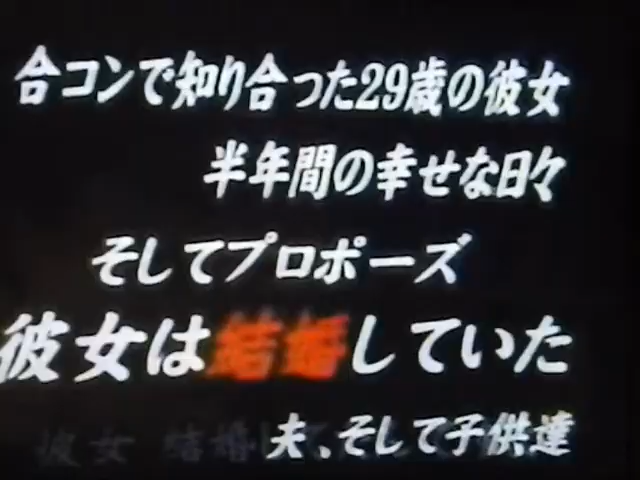 合コンで知り合った29歳の彼女
半年間の幸せな日々
そしてプロポーズ
彼女は結婚していた
夫、そして子供達